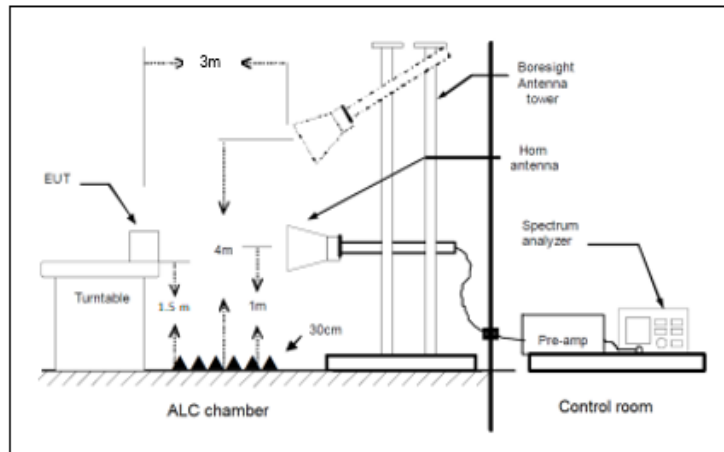 3m
Boresight
Antenna
tower
Horn
antenna
EUT
Spectrum
analyzer
4m
Turntable
1.5 m
1m
30cm
Pre-amp
ALC chamber
Control room